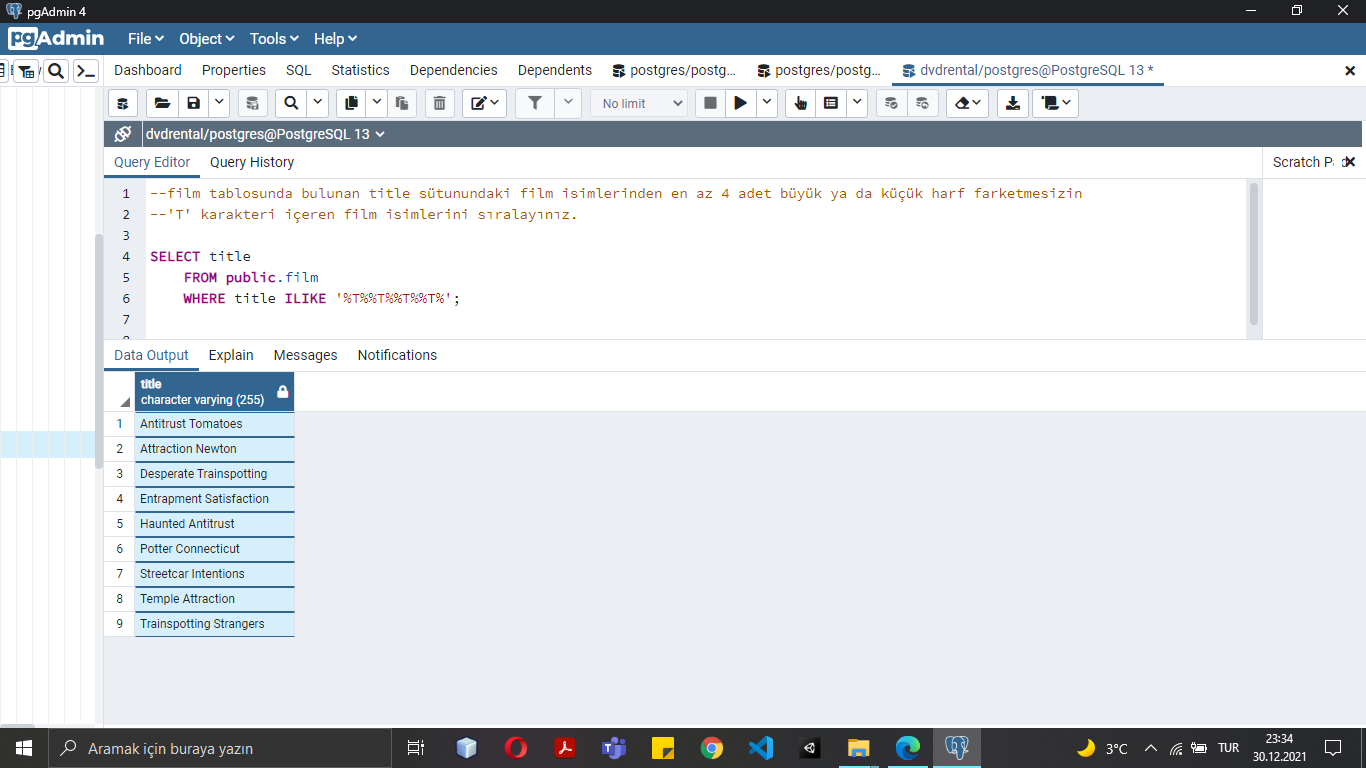 pgAdmin 4
pgAdmin File Object Tools Help
Dashboard Properties SQL Statistics Dependencies Dependents postgres/postg... postgres/postg... dvdrental/postgres@PostgreSQL 13 *
No limit
dvdrental/postgres@PostgreSQL 13
Query Editor Query History Scratch
1 --film tablosunda bulunan title sütunundaki film isimlerinden en az 4 adet büyük ya da küçük harf farketmesizin
2 --'T' karakteri içeren film isimlerini sıralayınız.
3
4 SELECT title
5 FROM public.film
6 WHERE title ILIKE '%T%%T%%T%%T%';
7
8
Data Output Explain Messages Notifications
title
character varying (255)
1 Antitrust Tomatoes
2 Attraction Newton
3 Desperate Trainspotting
4 Entrapment Satisfaction
5 Haunted Antitrust
6 Potter Connecticut
7 Streetcar Intentions
8 Temple Attraction
9 Trainspotting Strangers
Aramak için buraya yazın
3°C TUR 23:34
30.12.2021